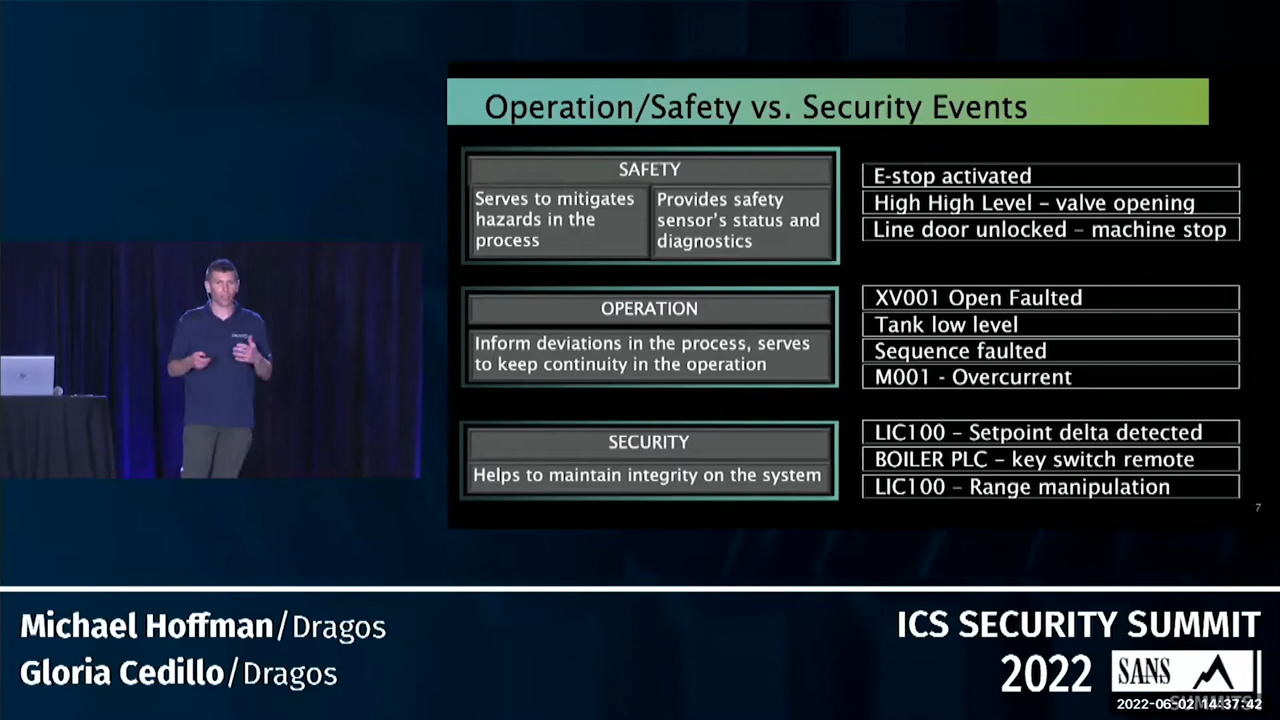 Operation/Safety vs. Security Events
SAFETY
Serves to mitigates
hazards in the
process
Provides safety
sensor's status and
diagnostics
E-stop activated
High High Level – valve opening
Line door unlocked – machine stop
OPERATION
Inform deviations in the process, serves
to keep continuity in the operation
XV001 Open Faulted
Tank low level
Sequence faulted
M001 - Overcurrent
SECURITY
Helps to maintain integrity on the system
LIC100 – Setpoint delta detected
BOILER PLC – key switch remote
LIC100 – Range manipulation
7
Michael Hoffman/Dragos
Gloria Cedillo/Dragos
ICS SECURITY SUMMIT
2022
SANS
SUMMITS
2022-06-02 14:37:42